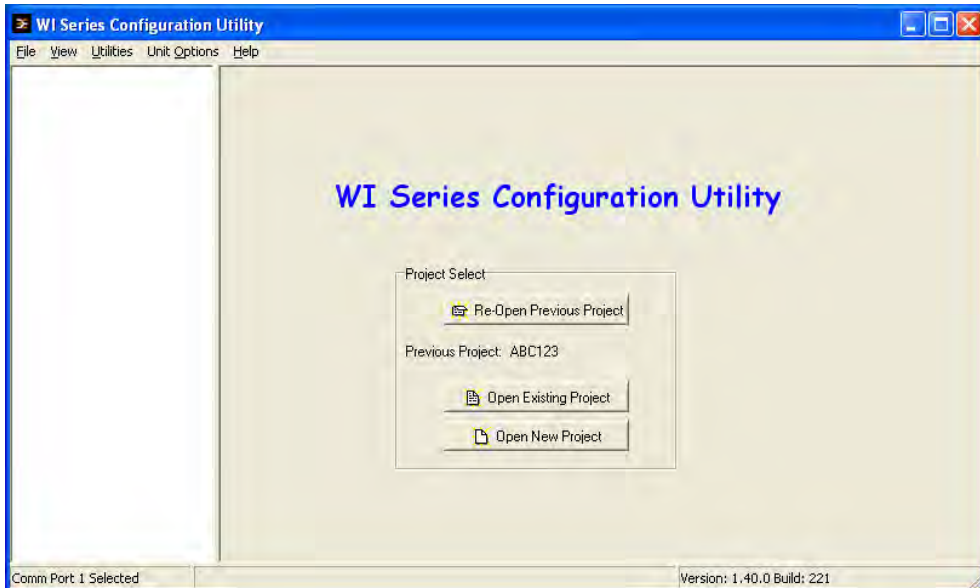 WI Series Configuration Utility
File View Utilities Unit Options Help
WI Series Configuration Utility
Project Select
Re-Open Previous Project
Previous Project: ABC123
Open Existing Project
Open New Project
Comm Port 1 Selected
Version: 1.40.0 Build: 221